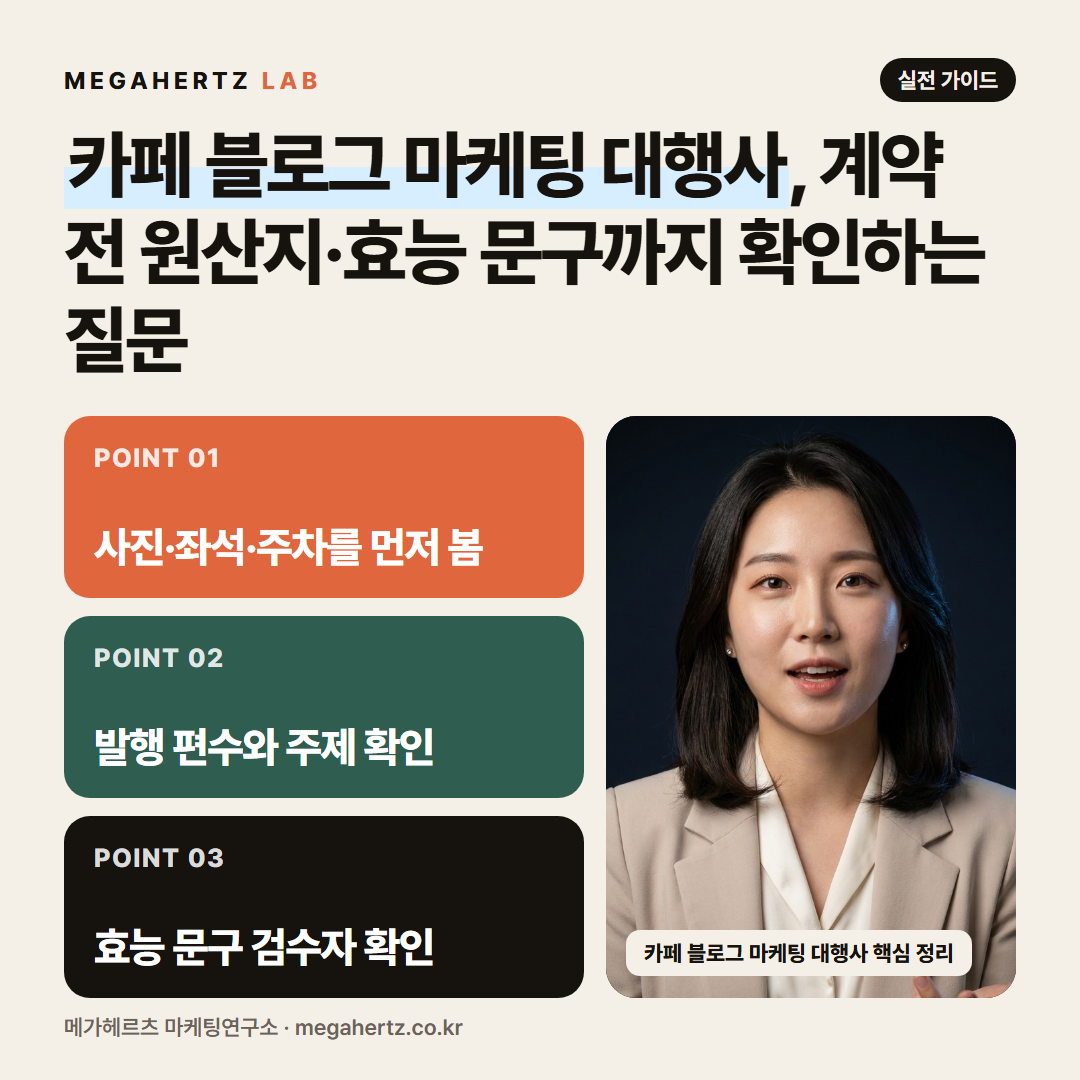 MEGAHERTZ LAB
실전 가이드
카페 블로그 마케팅 대행사, 계약
전 원산지·효능 문구까지 확인하는
질문
POINT 01
사진·좌석·주차를 먼저 봄
POINT 02
발행 편수와 주제 확인
POINT 03
효능 문구 검수자 확인
카페 블로그 마케팅 대행사 핵심 정리
메가헤르츠 마케팅연구소 · megahertz.co.kr